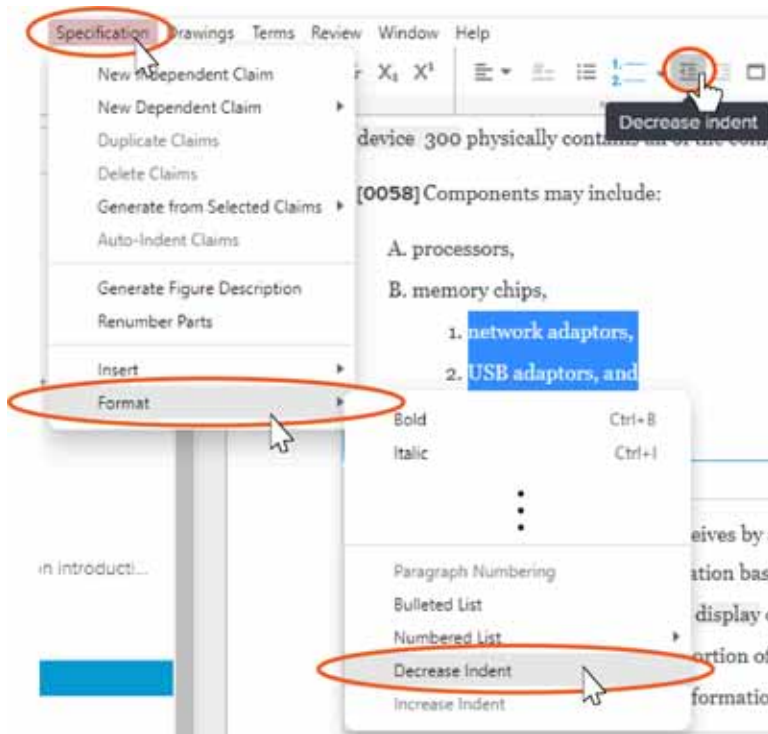 Specification Drawings Terms Review Window Help
New Independent Claim
X₁ X¹
1.
2.
New Dependent Claim
Decrease indent
Duplicate Claims
device 300 physically contains all of the
Delete Claims
Generate from Selected Claims
[0058] Components may include:
Auto-Indent Claims
A. processors,
Generate Figure Description
B. memory chips,
Renumber Parts
1. network adaptors,
Insert
2. USB adaptors, and
Format
Bold Ctrl+B
Italic Ctrl+I
eives by
n introducti...
Paragraph Numbering
ation bas
Bulleted List
display
Numbered List
ortion of
Decrease Indent
Increase Indent
formatio